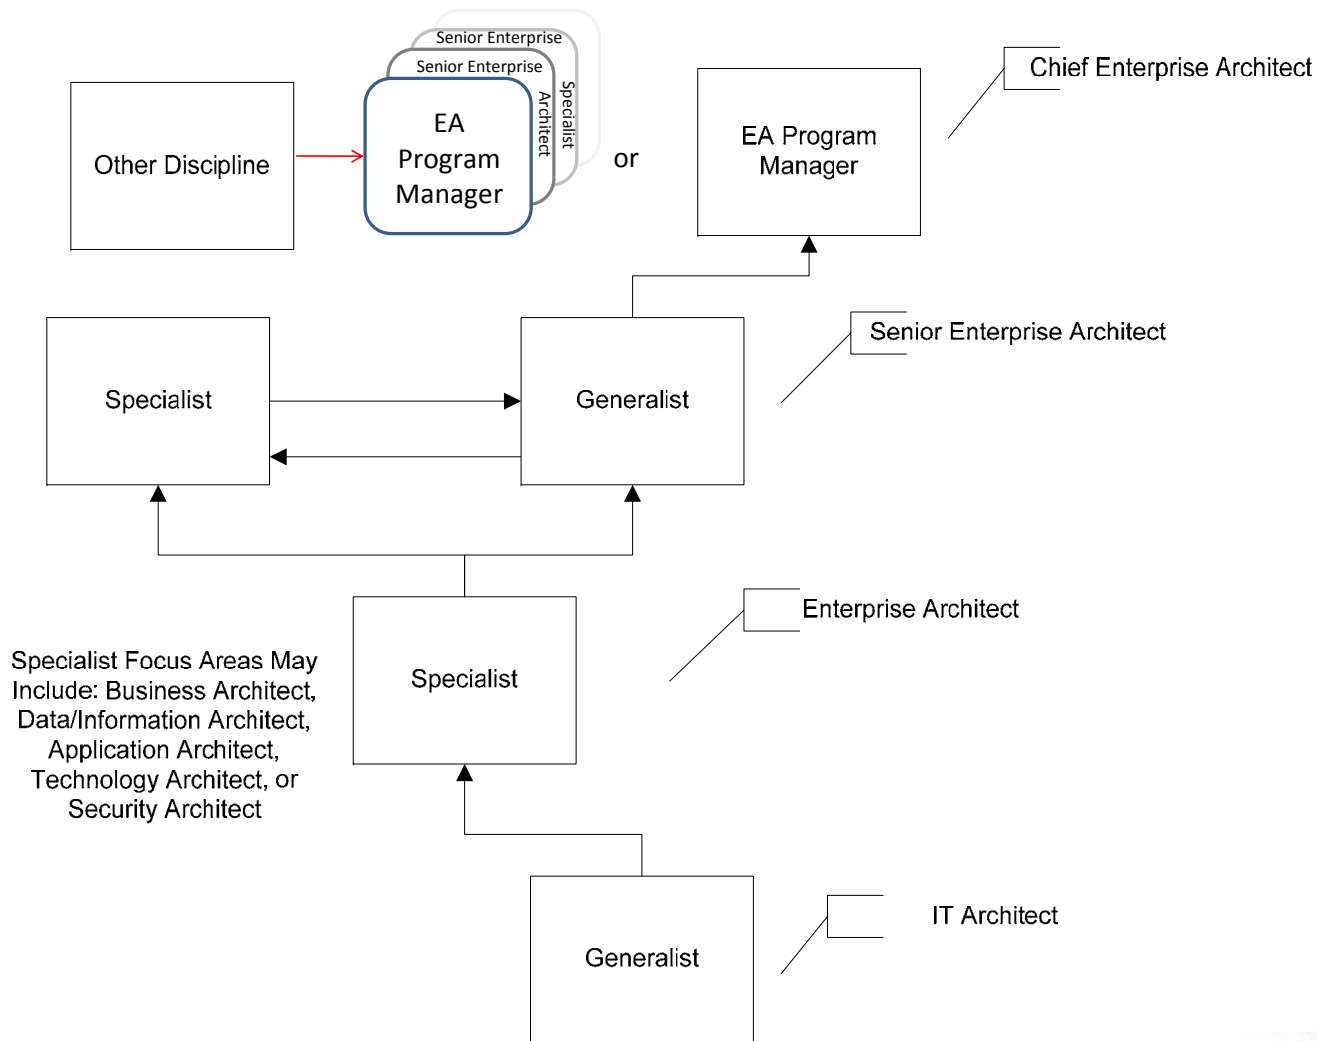 Senior Enterprise
Specialist
Senior Enterprise
Architect
EA
Program
Manager
Other Discipline
or
EA Program
Manager
Chief Enterprise Architect
Specialist
Generalist
Senior Enterprise Architect
Specialist Focus Areas May
Include: Business Architect,
Data/Information Architect,
Application Architect,
Technology Architect, or
Security Architect
Specialist
Enterprise Architect
Generalist
IT Architect